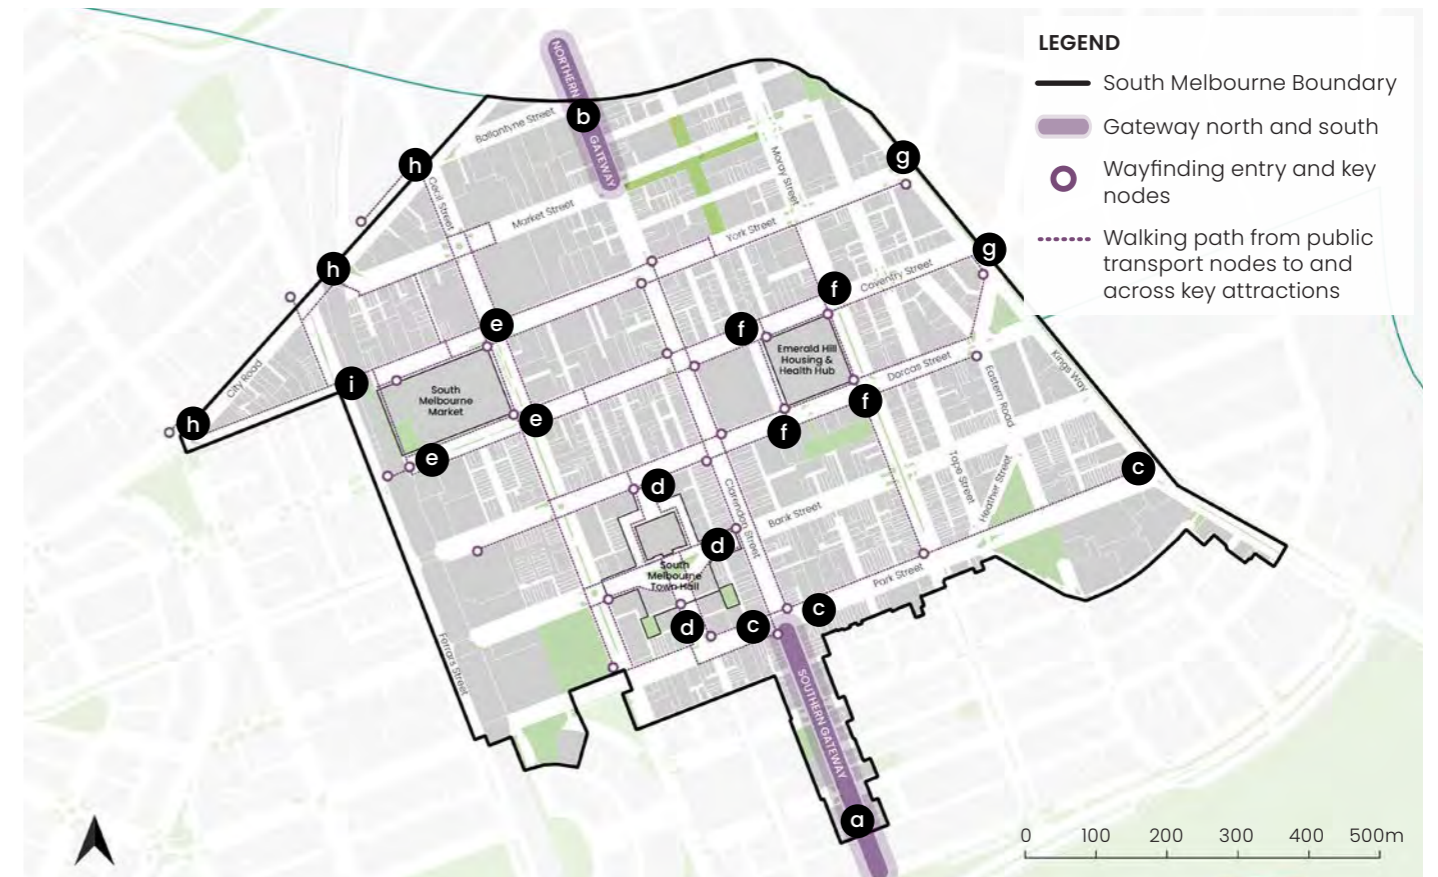 LEGEND
South Melbourne Boundary
Gateway north and south
Wayfinding entry and key
nodes
Walking path from public
transport nodes to and
across key attractions
NORTHERN GATEWAY
b
Ballantyne Street
h
g
Cecil Street
Moray Street
Market Street
York Street
g
h
Coventry Street
f
e
f
Emerald Hill
Housing &
Health Hub
Dorcas Street
Kings Way
City Road
i
South
Melbourne
Market
Eastern Road
f
h
e
f
e
c
d
Tope Street
Heather Street
Clarendon Street
Bank Street
d
South
Melbourne
Town Hall
Park Street
c
d
c
Ferrars Street
SOUTHERN GATEWAY
a
0 100 200 300 400 500m